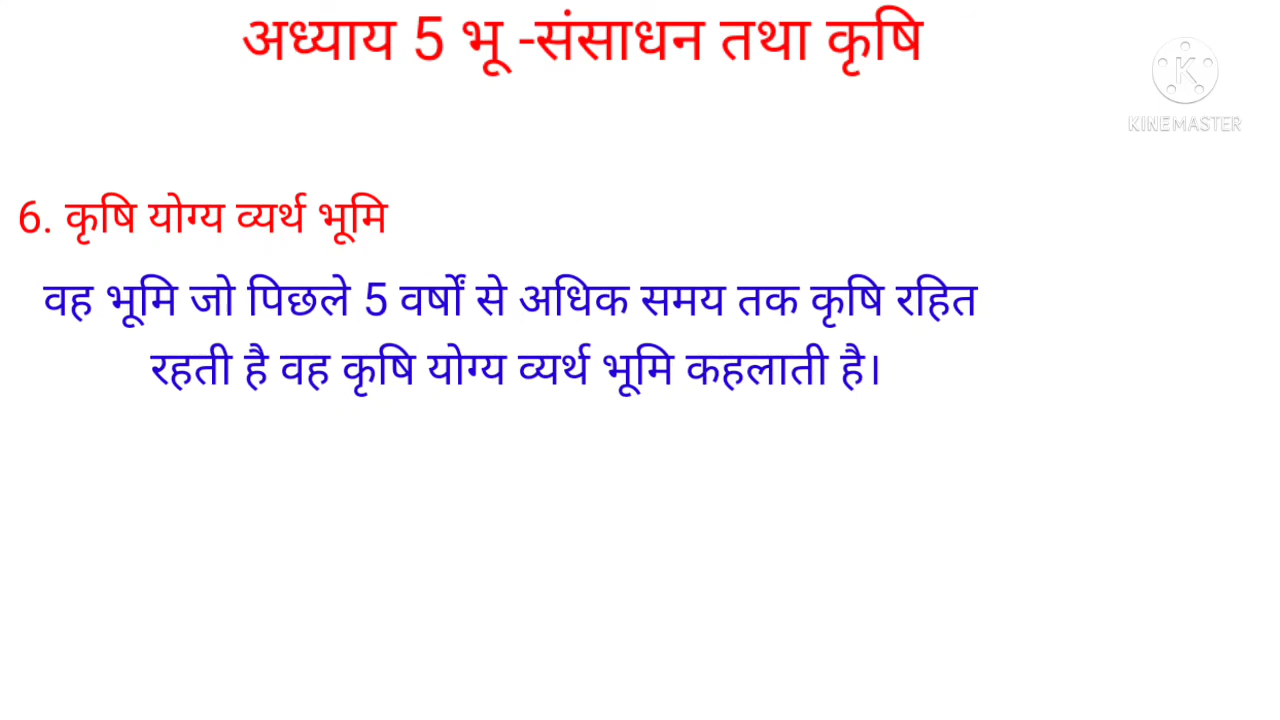 अध्याय 5 भू -संसाधन तथा कृषि
K
KINEMASTER
6. कृषि योग्य व्यर्थ भूमि
वह भूमि जो पिछले 5 वर्षों से अधिक समय तक कृषि रहित
रहती है वह कृषि योग्य व्यर्थ भूमि कहलाती है।